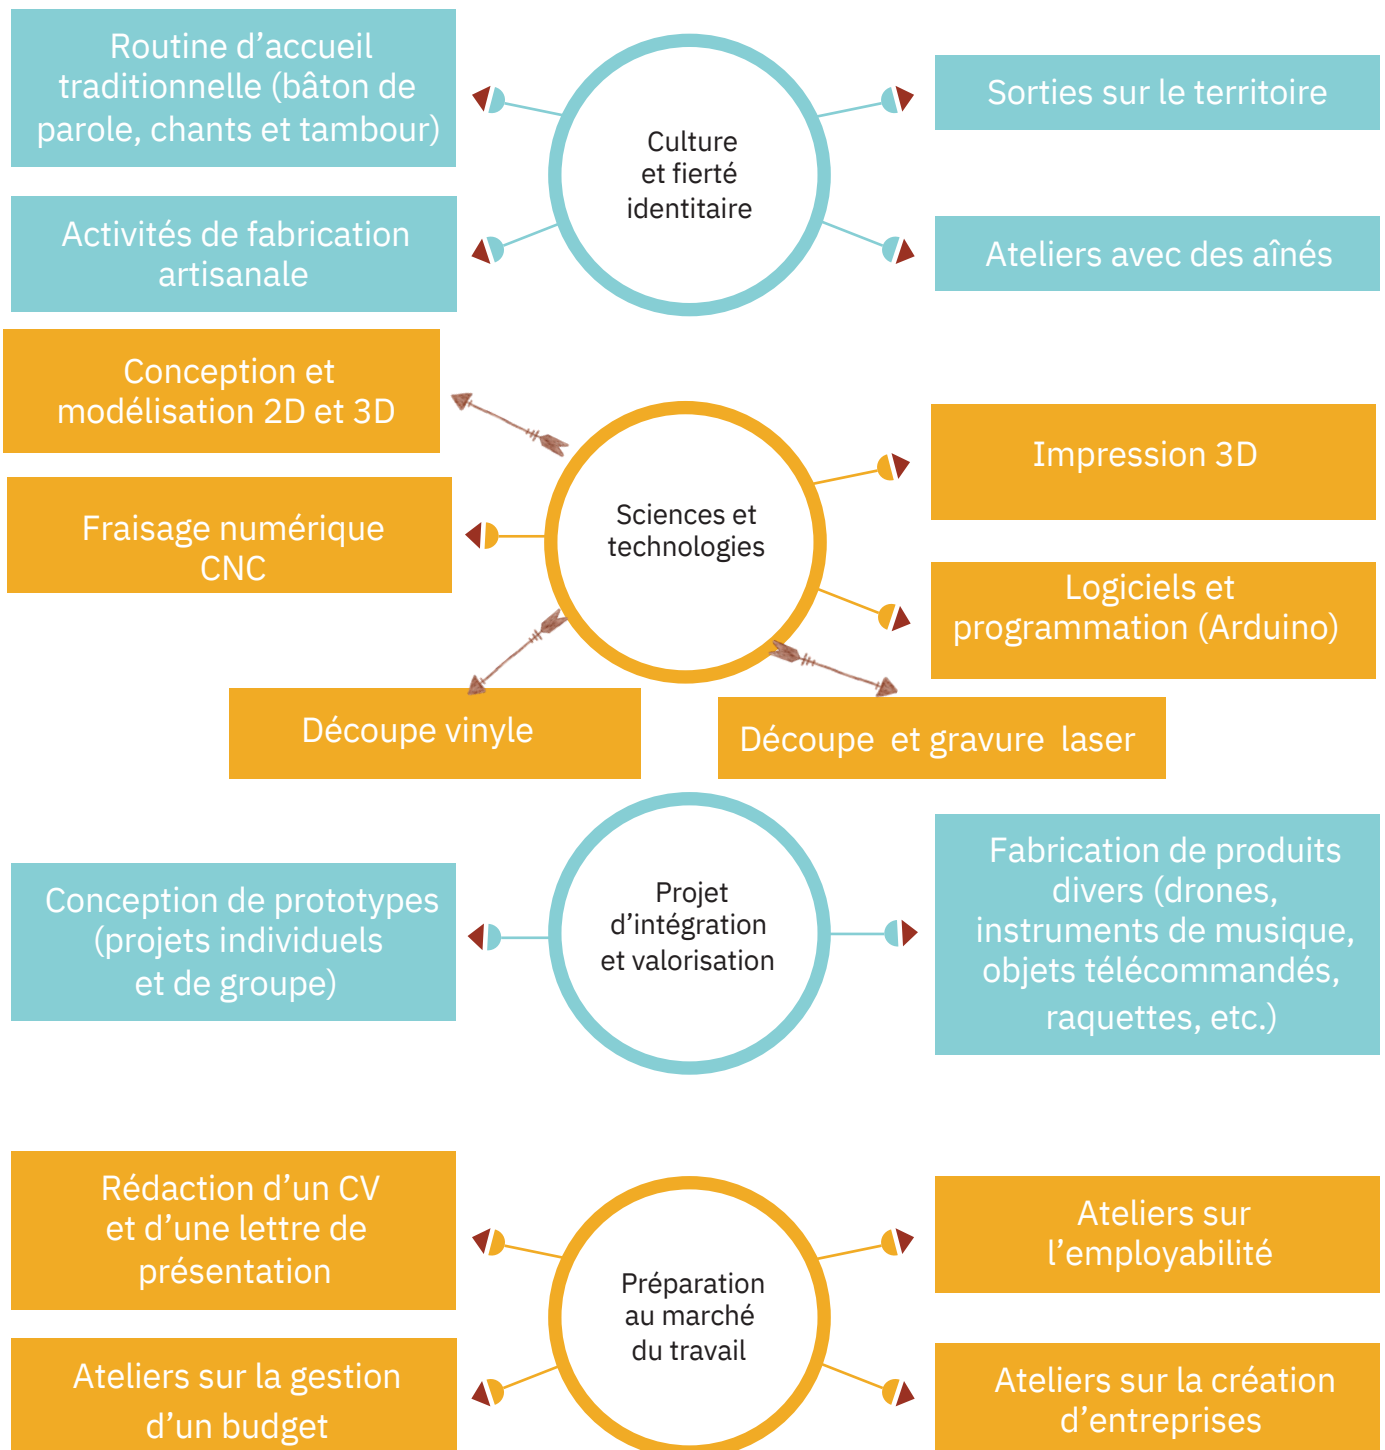 Routine d’accueil
traditionnelle (bâton de
parole, chants et tambour)
Activités de fabrication
artisanale
Culture
et fierté
identitaire
Sorties sur le territoire
Ateliers avec des aînés
Conception et
modélisation 2D et 3D
Fraisage numérique
CNC
Découpe vinyle
Sciences et
technologies
Impression 3D
Logiciels et
programmation (Arduino)
Découpe et gravure laser
Conception de prototypes
(projets individuels
et de groupe)
Projet
d’intégration
et valorisation
Fabrication de produits
divers (drones,
instruments de musique,
objets télécommandés,
raquettes, etc.)
Rédaction d’un CV
et d’une lettre de
présentation
Ateliers sur la gestion
d’un budget
Préparation
au marché
du travail
Ateliers sur
l’employabilité
Ateliers sur la création
d’entreprises